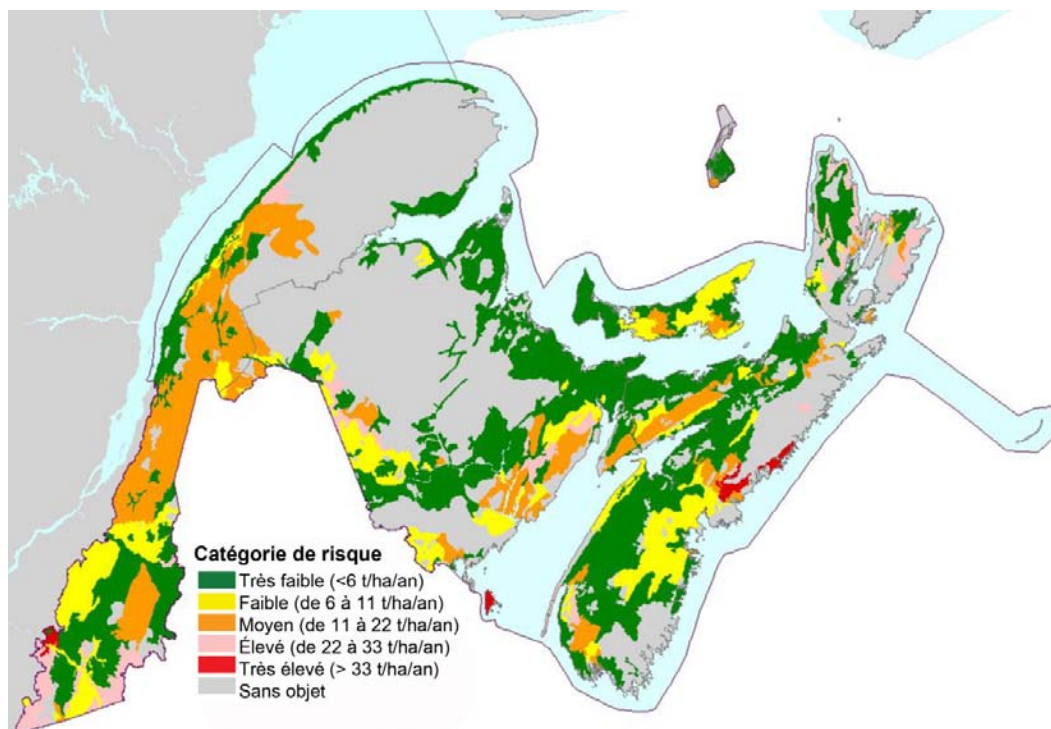 Catégorie de risque
Très faible (<6 t/ha/an)
Faible (de 6 à 11 t/ha/an)
Moyen (de 11 à 22 t/ha/an)
Élevé (de 22 à 33 t/ha/an)
Très élevé (> 33 t/ha/an)
Sans objet